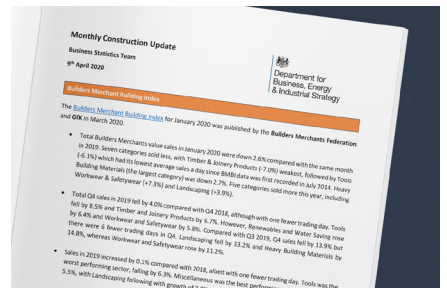 Monthly Construction Update
Business Statistics Team
9th April 2020
Department for
Business, Energy
& Industrial Strategy
Builders Merchant Building Index
The Builders Merchant Building Index for January 2020 was published by the Builders Merchants Federation
and GfK in March 2020.
• Total Builders Merchants value sales in January 2020 were down 2.6% compared with the same month
in 2019. Seven categories sold less, with Timber & Joinery Products (-7.0%) weakest, followed by Tools
(-6.1%) which had its lowest average sales a day since BMBI data was first recorded in July 2014. Heavy
Building Materials (the largest category) was down 2.7%. Five categories sold more this year, including
Workwear & Safetywear (+7.3%) and Landscaping (+3.9%).
• Total Q4 sales in 2019 fell by 4.0% compared with Q4 2018, although with one fewer trading day. Tools
fell by 8.5% and Timber and Joinery Products by 6.7%. However, Renewables and Water Saving rose
by 6.4% and Workwear and Safetywear by 5.8%. Compared with Q3 2019, Q4 sales fell by 13.9% but
there were 6 fewer trading days in Q4. Landscaping fell by 33.2% and Heavy Building Materials by
14.8%, whereas Workwear and Safetywear rose by 11.2%.
• Sales in 2019 increased by 0.1% compared with 2018, albeit with one fewer trading day. Tools was the
worst performing sector, falling by 6.3%. Miscellaneous was the best performing
5.5%, with Landscaping following with growth of